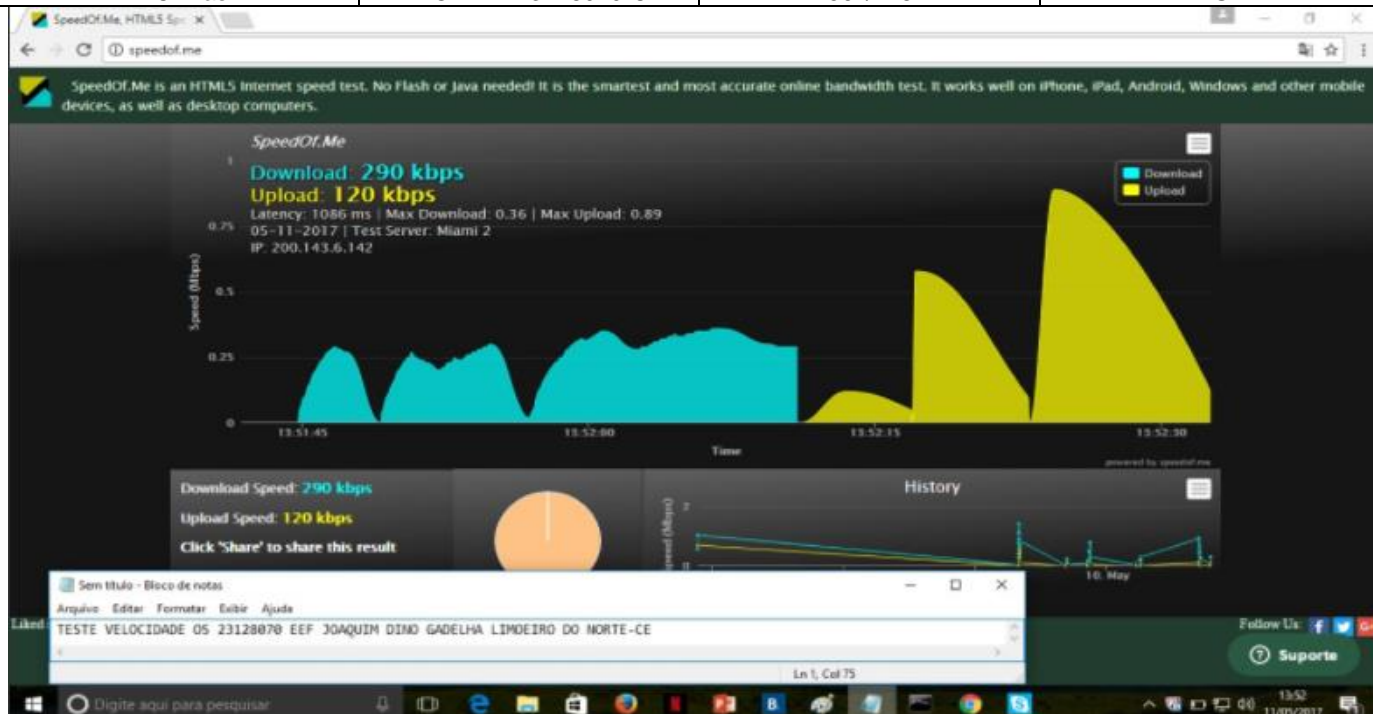 SpeedOf.Me, HTML5 Spe
speedof.me
SpeedOf.Me is an HTML5 Internet speed test. No Flash or Java needed! It is the smartest and most accurate online bandwidth test. It works well on iPhone, iPad, Android, Windows and other mobile
devices, as well as desktop computers.
SpeedOf.Me
Download: 290 kbps
Upload: 120 kbps
Latency: 1086 ms | Max Download: 0.36 | Max Upload: 0.89
05-11-2017 | Test Server: Miami 2
IP: 200.143.6.142
Download
Upload
1
0.75
0.5
0.25
0
Speed (Mbps)
13:51:45
13:52:00
13:52:15
13:52:30
Time
powered by speedof.me
Download Speed: 290 kbps
Upload Speed: 120 kbps
Click 'Share' to share this result
History
Speed (Mbps)
10. May
Sem título - Bloco de notas
Arquivo Editar Formatar Exibir Ajuda
TESTE VELOCIDADE OS 23128070 EEF JOAQUIM DINO GADELHA LIMOEIRO DO NORTE-CE
Ln 1, Col 75
Liked
Follow Us:
Suporte
Digite aqui para pesquisar
13:52
11/05/2017